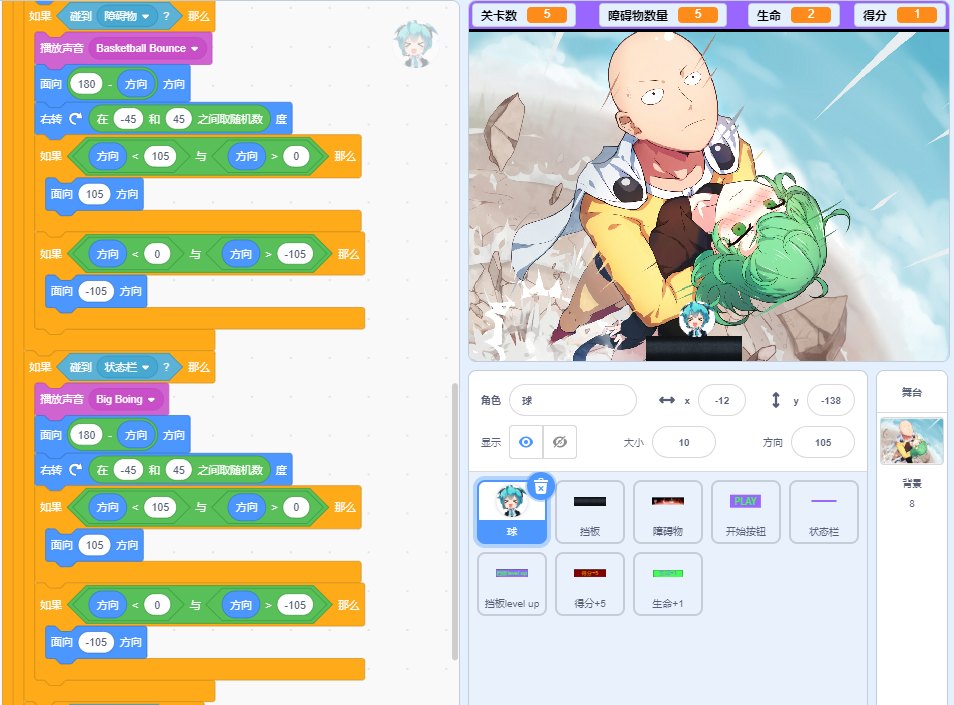 如果 碰到 障碍物 ? 那么
播放声音 Basketball Bounce
面向 180 - 方向 方向
右转 在 -45 和 45 之间取随机数 度
如果 方向 < 105 与 方向 > 0 那么
面向 105 方向
如果 方向 < 0 与 方向 > -105 那么
面向 -105 方向
如果 碰到 状态栏 ? 那么
播放声音 Big Boing
面向 180 - 方向 方向
右转 在 -45 和 45 之间取随机数 度
如果 方向 < 105 与 方向 > 0 那么
面向 105 方向
如果 方向 < 0 与 方向 > -105 那么
面向 -105 方向
关卡数 5 障碍物数量 5 生命 2 得分 1
角色 球 x -12 y -138
显示 大小 10 方向 105
球 挡板 障碍物 PLAY 开始按钮 状态栏
挡板level up 得分+5 得分+5 生命+1
舞台
背景
8